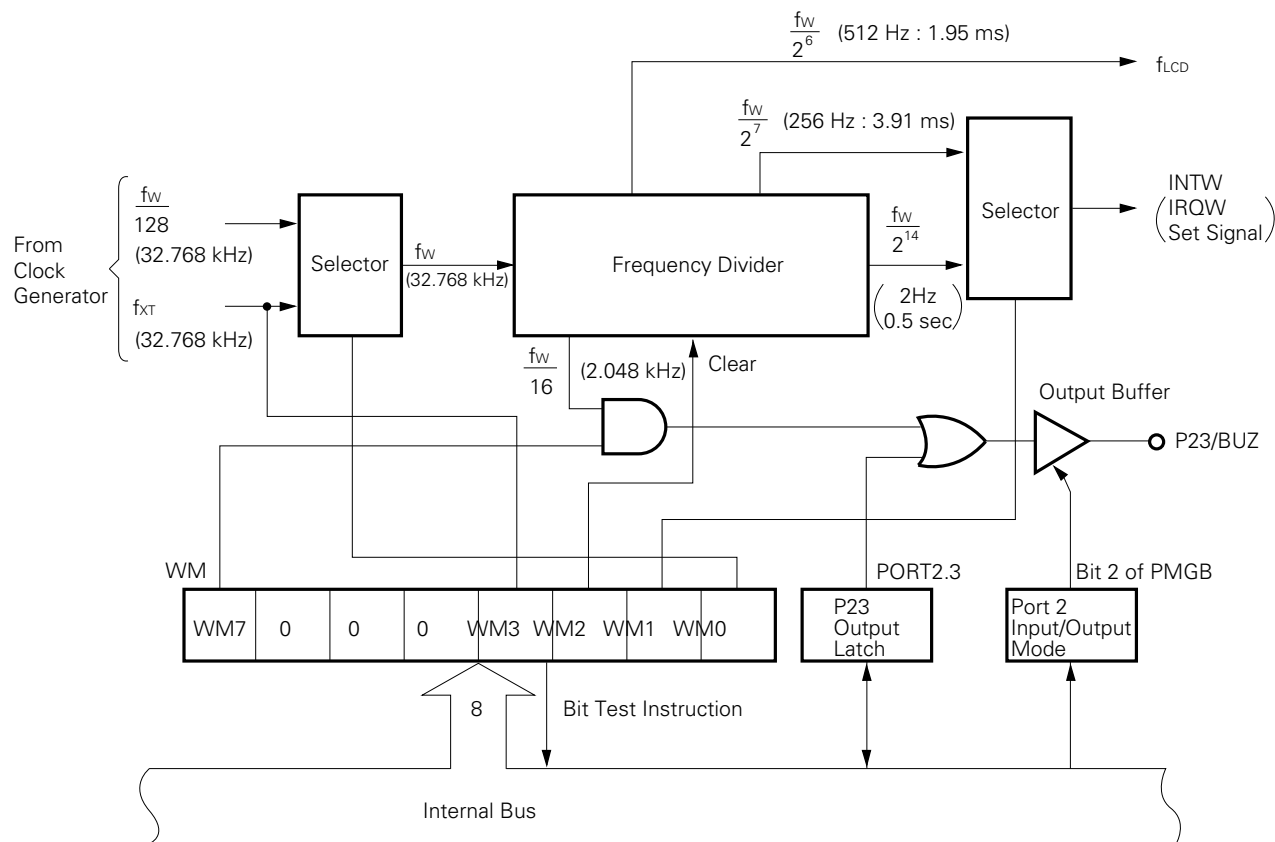 fW
2^6 (512 Hz : 1.95 ms)
fLCD
fW
2^7 (256 Hz : 3.91 ms)
From
Clock
Generator
fW
128
(32.768 kHz)
fXT
(32.768 kHz)
Selector
fW
(32.768 kHz)
Frequency Divider
fW
2^14
(2Hz
0.5 sec)
Selector
INTW
(IRQW
Set Signal)
fW
16
(2.048 kHz)
Clear
Output Buffer
P23/BUZ
WM
WM7 0 0 0 WM3 WM2 WM1 WM0
PORT2.3
P23
Output
Latch
Bit 2 of PMGB
Port 2
Input/Output
Mode
8
Bit Test Instruction
Internal Bus